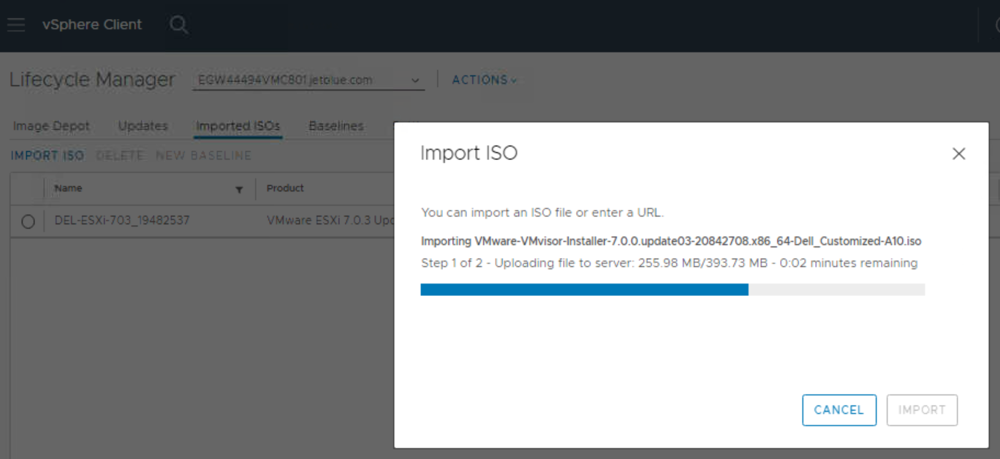 vSphere Client
Lifecycle Manager EGW44494VMC801.jetblue.com ACTIONS
Image Depot Updates Imported ISOs Baselines
IMPORT ISO DELETE NEW BASELINE
Name Product
DEL-ESXi-703_19482537 VMware ESXi 7.0.3
Import ISO
You can import an ISO file or enter a URL.
Importing VMware-VMvisor-Installer-7.0.0.update03-20842708.x86_64-Dell_Customized-A10.iso
Step 1 of 2 - Uploading file to server: 255.98 MB/393.73 MB - 0:02 minutes remaining
CANCEL IMPORT